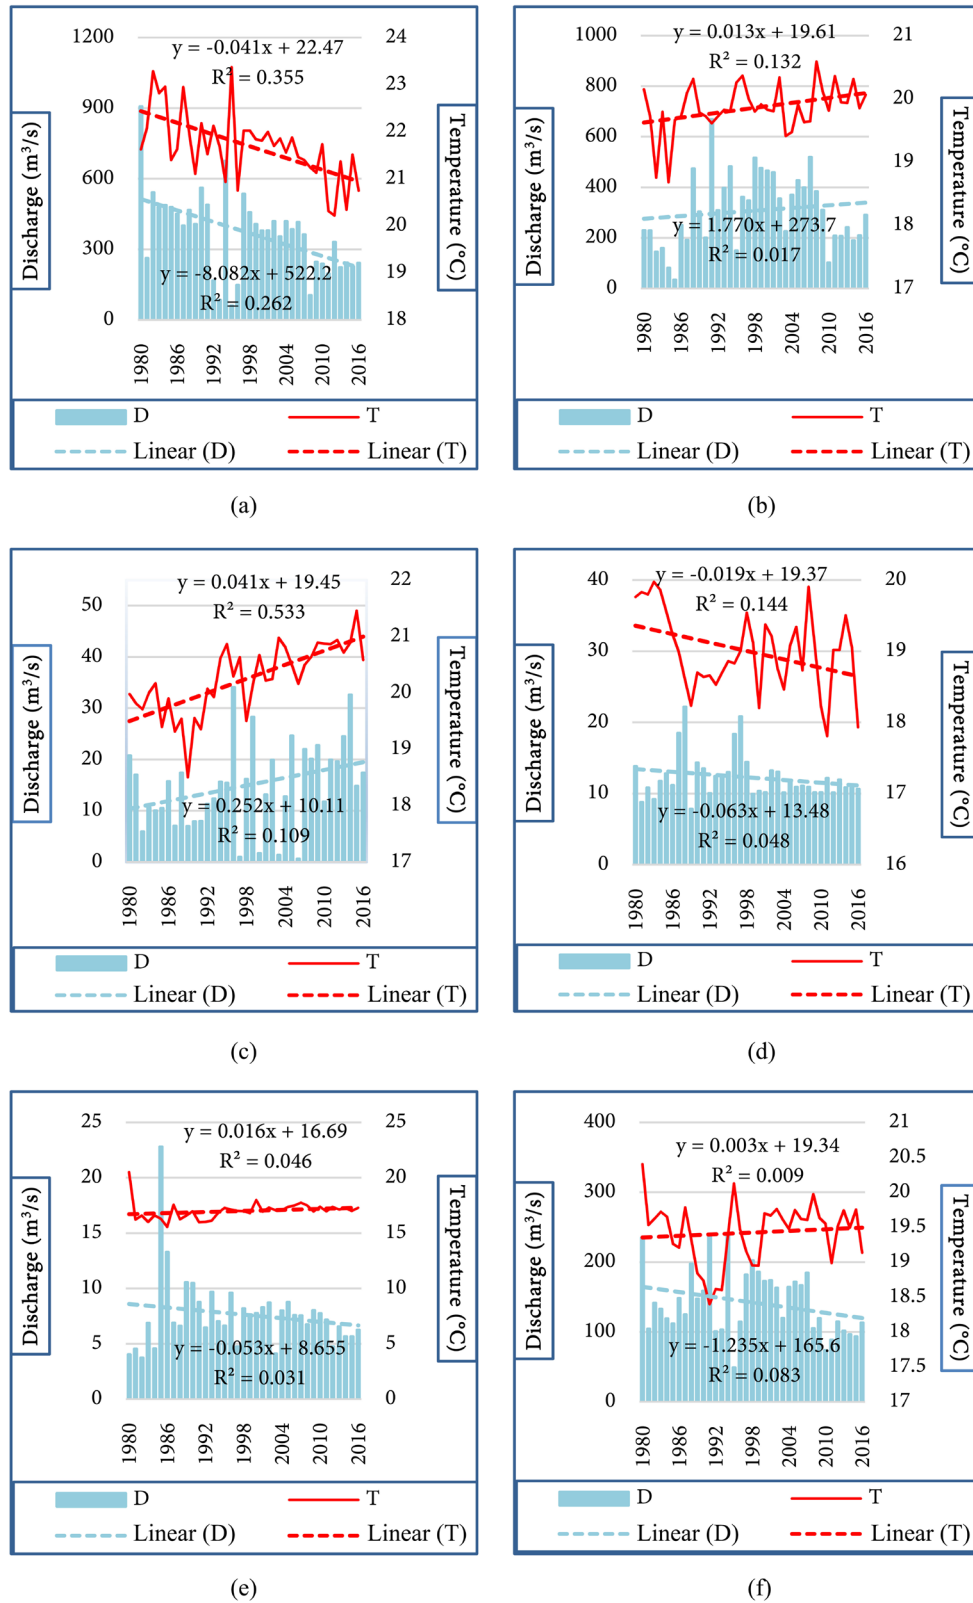 1200
900
600
300
0
Discharge (m³/s)
y = -0.041x + 22.47
R² = 0.355
y = -8.082x + 522.2
R² = 0.262
24
23
22
21
20
19
18
Temperature (°C)
1980
1986
1992
1998
2004
2010
2016
D
T
Linear (D)
Linear (T)
(a)
1000
800
600
400
200
0
Discharge (m³/s)
y = 0.013x + 19.61
R² = 0.132
y = 1.770x + 273.7
R² = 0.017
21
20
19
18
17
Temperature (°C)
1980
1986
1992
1998
2004
2010
2016
D
T
Linear (D)
Linear (T)
(b)
50
40
30
20
10
0
Discharge (m³/s)
y = 0.041x + 19.45
R² = 0.533
y = 0.252x + 10.11
R² = 0.109
22
21
20
19
18
17
Temperature (°C)
1980
1986
1992
1998
2004
2010
2016
D
T
Linear (D)
Linear (T)
(c)
40
30
20
10
0
Discharge (m³/s)
y = -0.019x + 19.37
R² = 0.144
y = -0.063x + 13.48
R² = 0.048
20
19
18
17
16
Temperature (°C)
1980
1986
1992
1998
2004
2010
2016
D
T
Linear (D)
Linear (T)
(d)
25
20
15
10
5
0
Discharge (m³/s)
y = 0.016x + 16.69
R² = 0.046
y = -0.053x + 8.655
R² = 0.031
25
20
15
10
5
0
Temperature (°C)
1980
1986
1992
1998
2004
2010
2016
D
T
Linear (D)
Linear (T)
(e)
400
300
200
100
0
Discharge (m³/s)
y = 0.003x + 19.34
R² = 0.009
y = -1.235x + 165.6
R² = 0.083
21
20.5
20
19.5
19
18.5
18
17.5
17
Temperature (°C)
1980
1986
1992
1998
2004
2010
2016
D
T
Linear (D)
Linear (T)
(f)